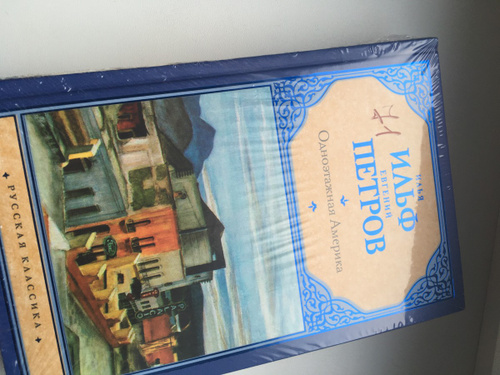 ИЛЬЯ
ИЛЬФ
ЕВГЕНИЙ
ПЕТРОВ
Одноэтажная Америка
РУССКАЯ КЛАССИКА